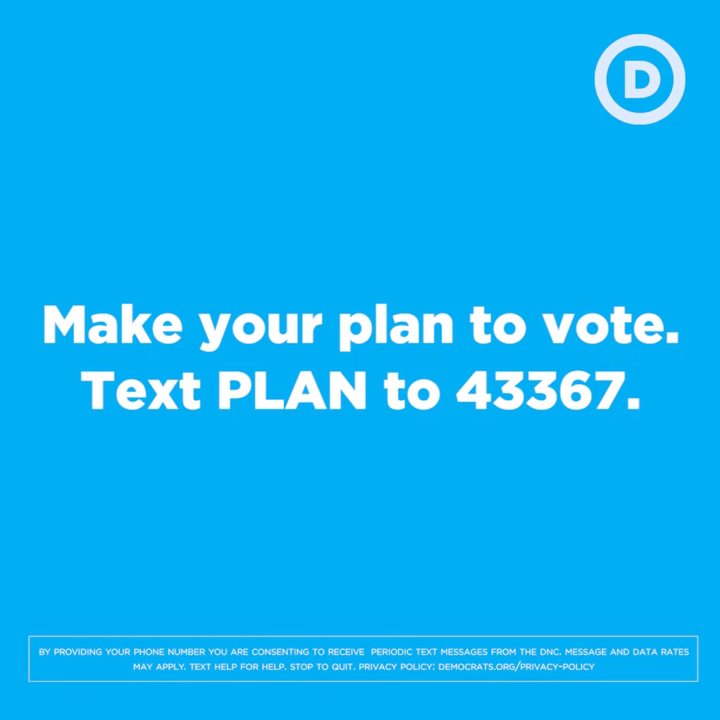 D
Make your plan to vote.
Text PLAN to 43367.
BY PROVIDING YOUR PHONE NUMBER YOU ARE CONSENTING TO RECEIVE PERIODIC TEXT MESSAGES FROM THE DNC. MESSAGE AND DATA RATES
MAY APPLY. TEXT HELP FOR HELP. STOP TO QUIT. PRIVACY POLICY: DEMOCRATS.ORG/PRIVACY-POLICY